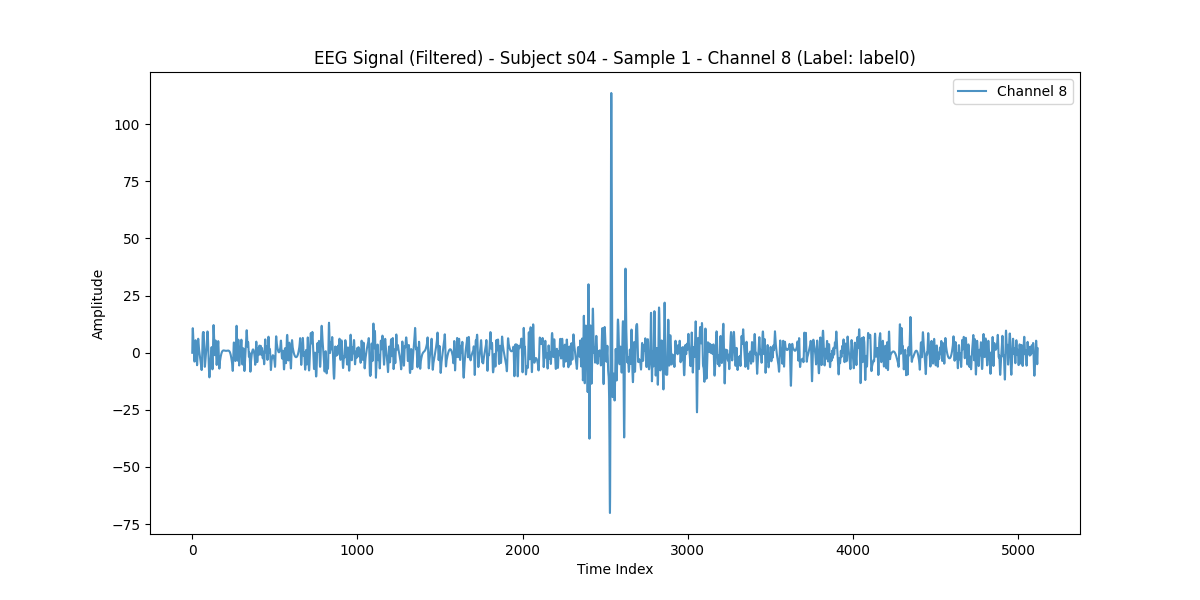 EEG Signal (Filtered) - Subject s04 - Sample 1 - Channel 8 (Label: label0)
Channel 8
100
75
50
25
0
−25
−50
−75
Amplitude
0 1000 2000 3000 4000 5000
Time Index